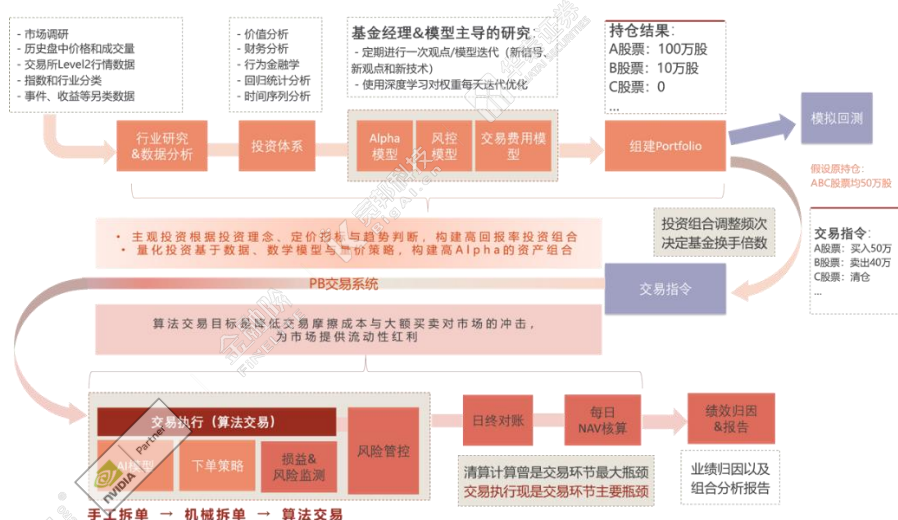 - 市场调研
- 历史盘中价格和成交量
- 交易所Level2行情数据
- 指数和行业分类
- 事件、收益等另类数据
- 价值分析
- 财务分析
- 行为金融学
- 回归统计分析
- 时间序列分析
基金经理&模型主导的研究：
- 定期进行一次观点/模型迭代（新信号、
新观点和新技术）
- 使用深度学习对权重每天迭代优化
持仓结果：
A股票：100万股
B股票：10万股
C股票：0
...
行业研究
&数据分析
投资体系
Alpha
模型
风控
模型
交易费用模
型
组建Portfolio
模拟回测
假设原持仓：
ABC股票均50万股
• 主观投资根据投资理念、定价形标与趋势判断，构建高回报率投资组合
• 量化投资基于数据、数学模型与量价策略，构建高Alpha的资产组合
投资组合调整频次
决定基金换手倍数
交易指令：
A股票：买入50万
B股票：卖出40万
C股票：清仓
...
PB交易系统
交易指令
算法交易目标是降低交易摩擦成本与大额买卖对市场的冲击，
为市场提供流动性红利
交易执行（算法交易）
AI模型
下单策略
损益&
风险监测
风险管控
日终对账
每日
NAV核算
绩效归因
&报告
清算计算曾是交易环节最大瓶颈
交易执行现是交易环节主要瓶颈
业绩归因以及
组合分析报告
手工拆单 → 机械拆单 → 算法交易
NVIDIA
Partner